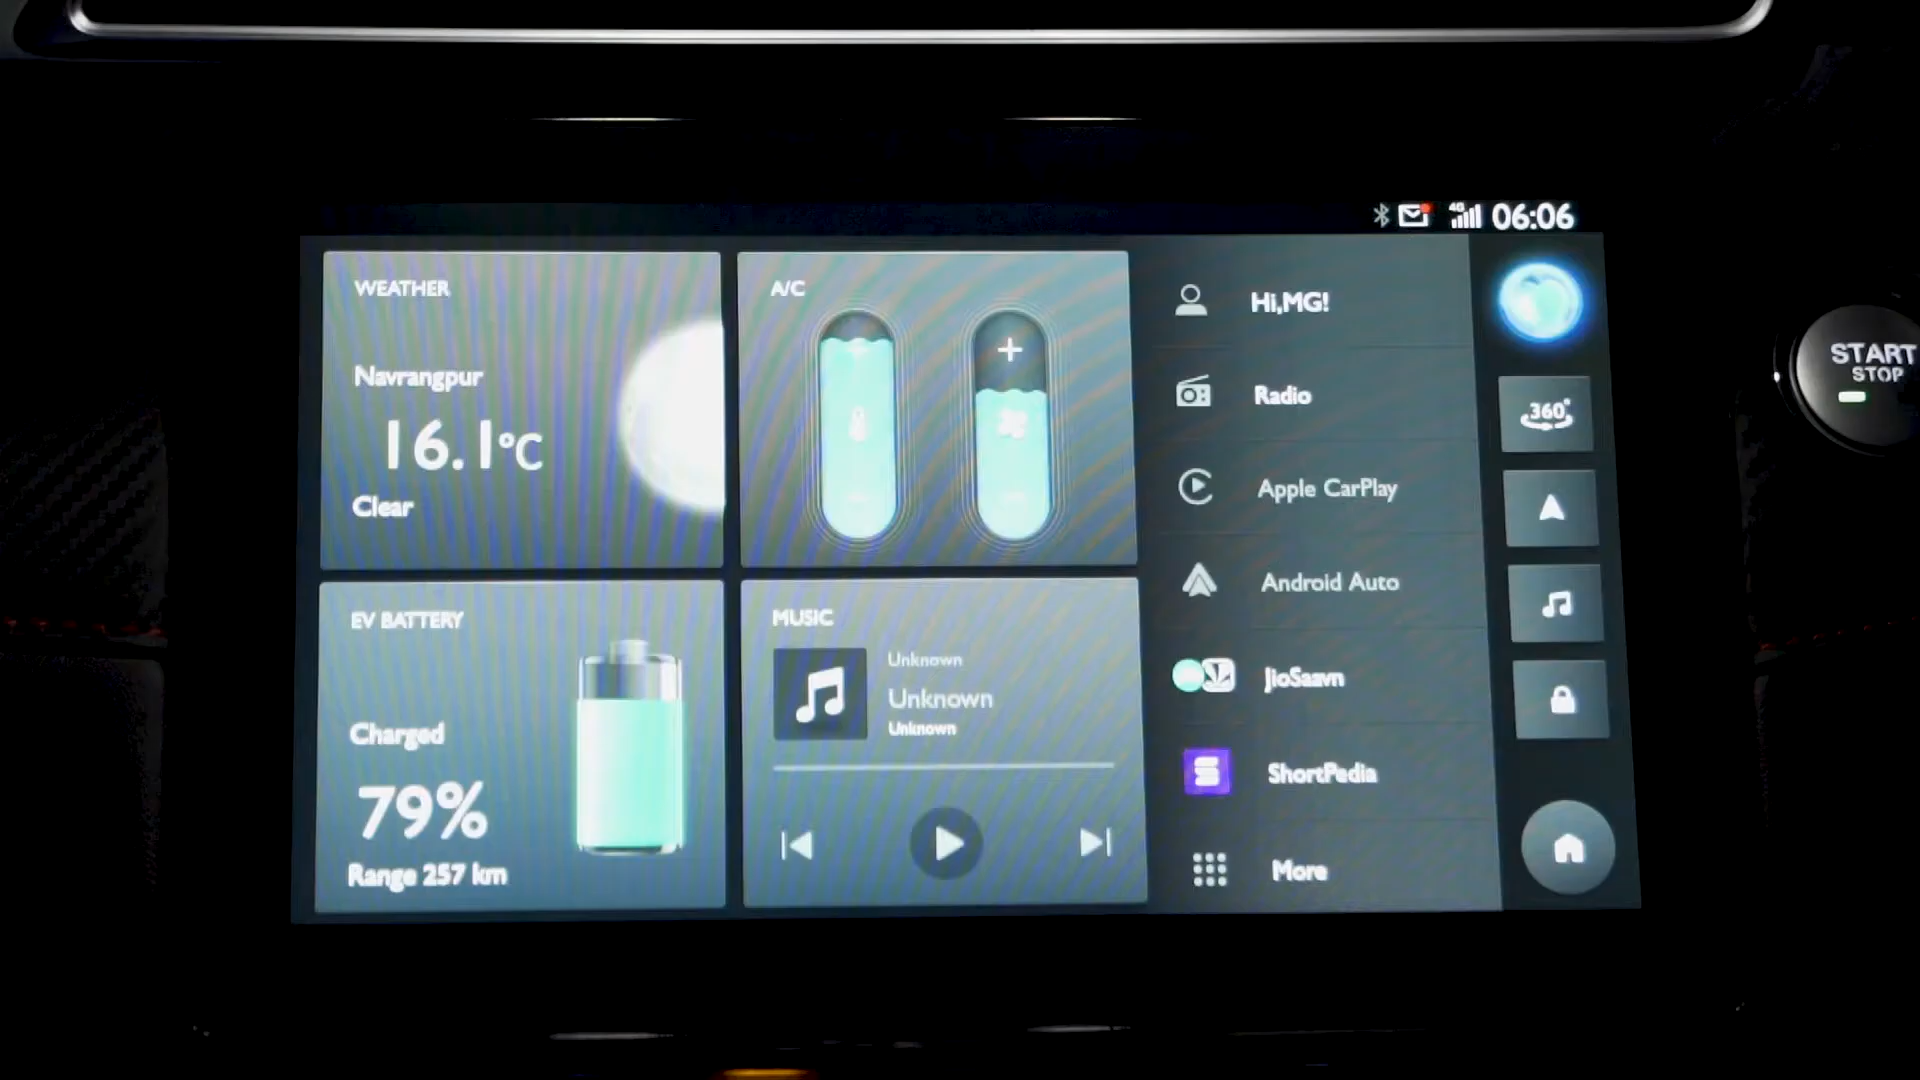 4G 06:06
WEATHER
Navrangpur
16.1°C
Clear
A/C
+
EV BATTERY
Charged
79%
Range 257 km
MUSIC
Unknown
Unknown
Unknown
Hi,MG!
Radio
Apple CarPlay
Android Auto
JioSaavn
ShortPedia
More
360°
START
STOP